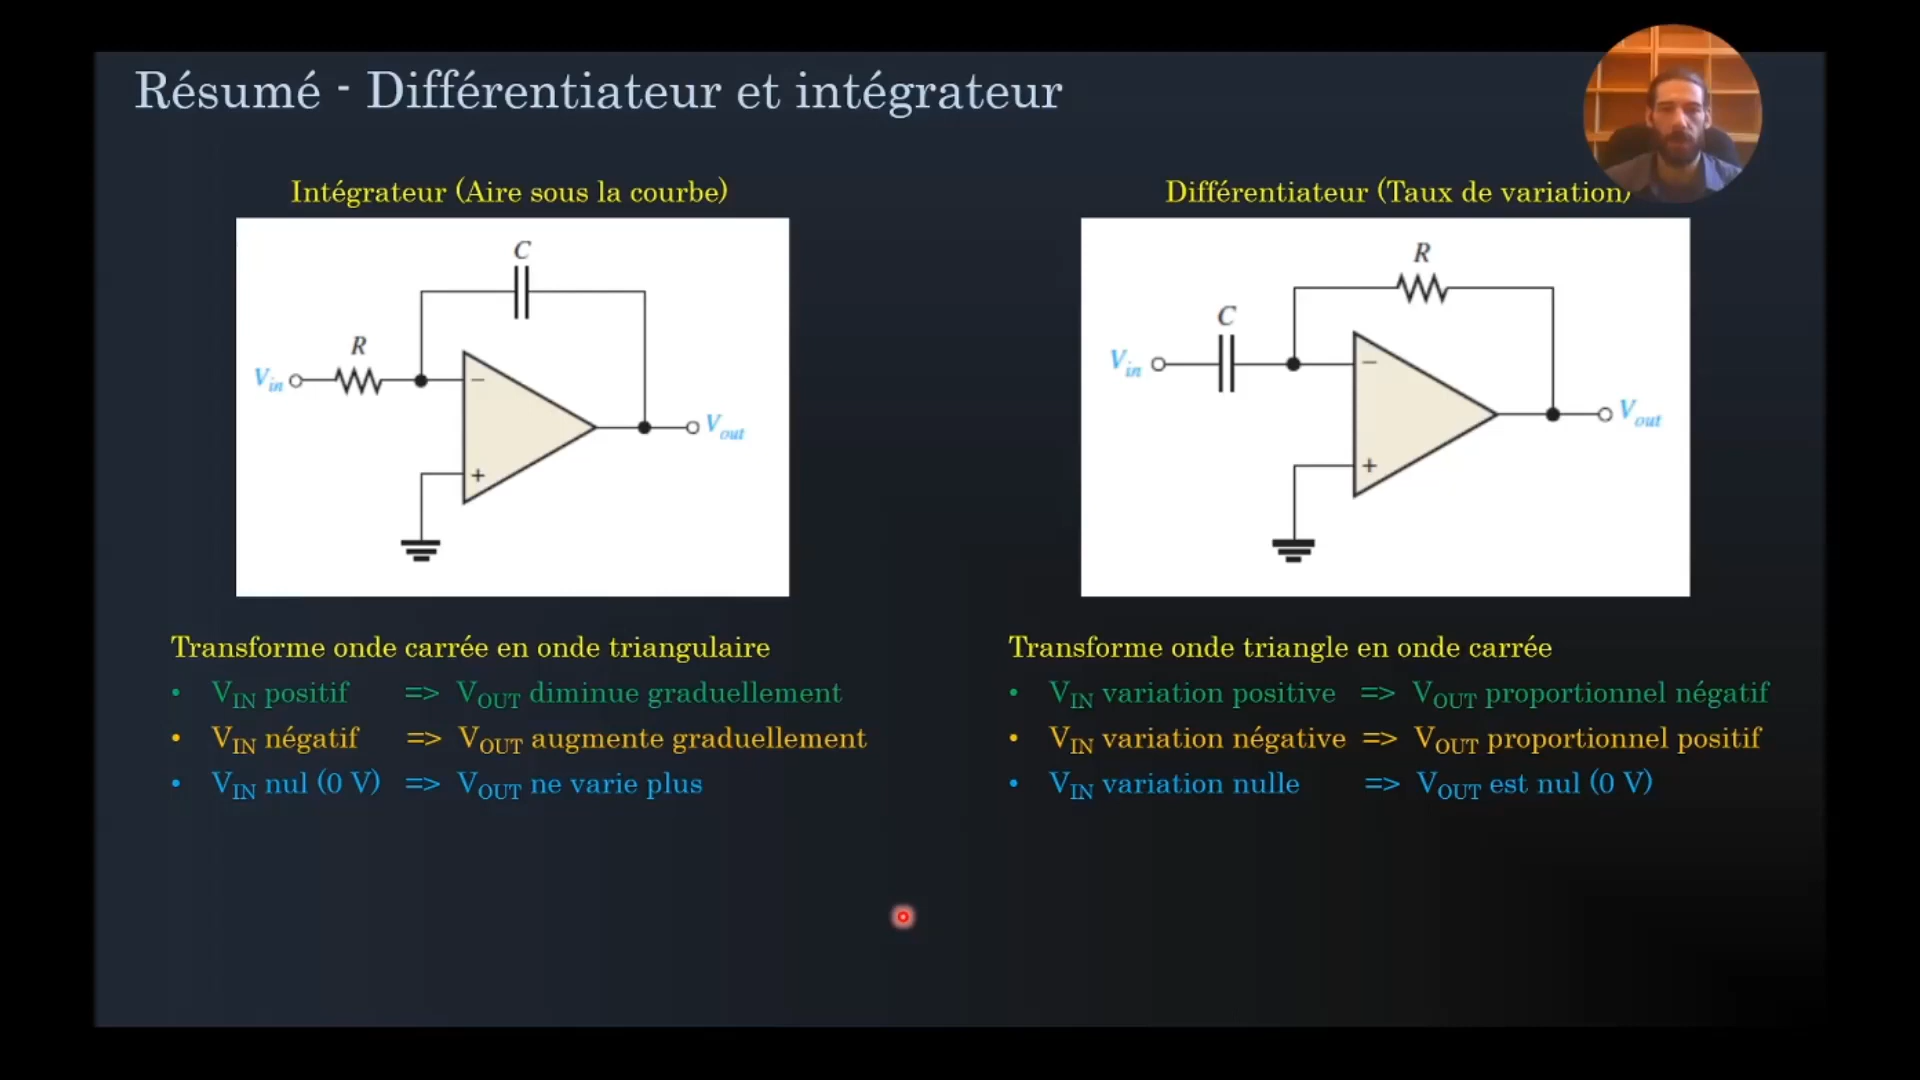 Résumé - Différentiateur et intégrateur
Intégrateur (Aire sous la courbe)
C
R
Vin
−
+
Vout
Transforme onde carrée en onde triangulaire
• VIN positif => VOUT diminue graduellement
• VIN négatif => VOUT augmente graduellement
• VIN nul (0 V) => VOUT ne varie plus
Différentiateur (Taux de variation)
R
C
Vin
−
+
Vout
Transforme onde triangle en onde carrée
• VIN variation positive => VOUT proportionnel négatif
• VIN variation négative => VOUT proportionnel positif
• VIN variation nulle => VOUT est nul (0 V)